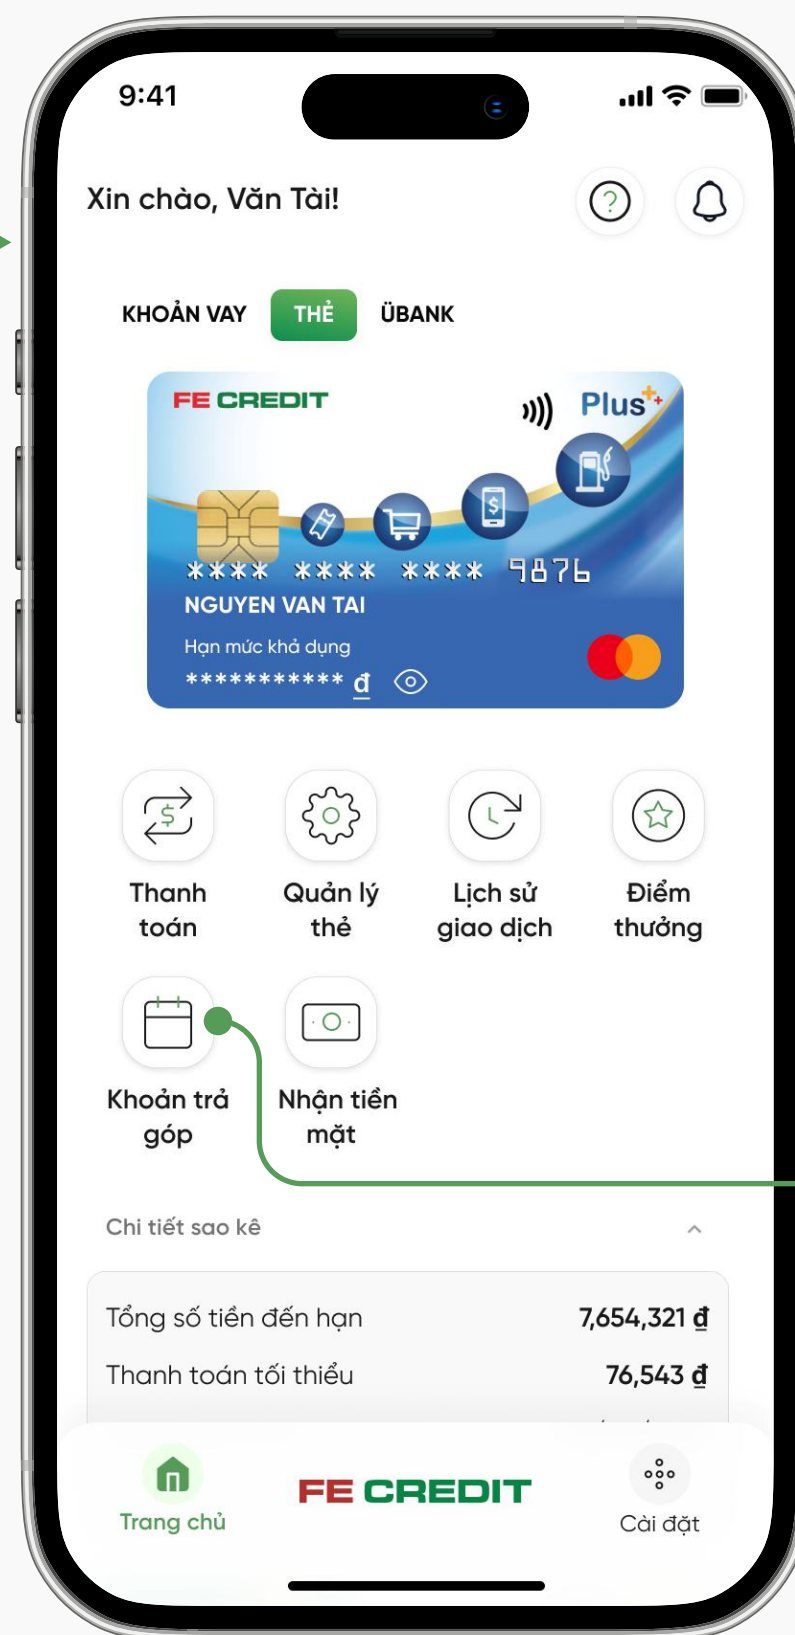 9:41
Xin chào, Văn Tài!
KHOẢN VAY THẺ ÜBANK
FE CREDIT Plus++
**** **** **** 9876
NGUYEN VAN TAI
Hạn mức khả dụng
*********** đ
Thanh toán
Quản lý thẻ
Lịch sử giao dịch
Điểm thưởng
Khoản trả góp
Nhận tiền mặt
Chi tiết sao kê
Tổng số tiền đến hạn 7,654,321 đ
Thanh toán tối thiểu 76,543 đ
Trang chủ
FE CREDIT
Cài đặt